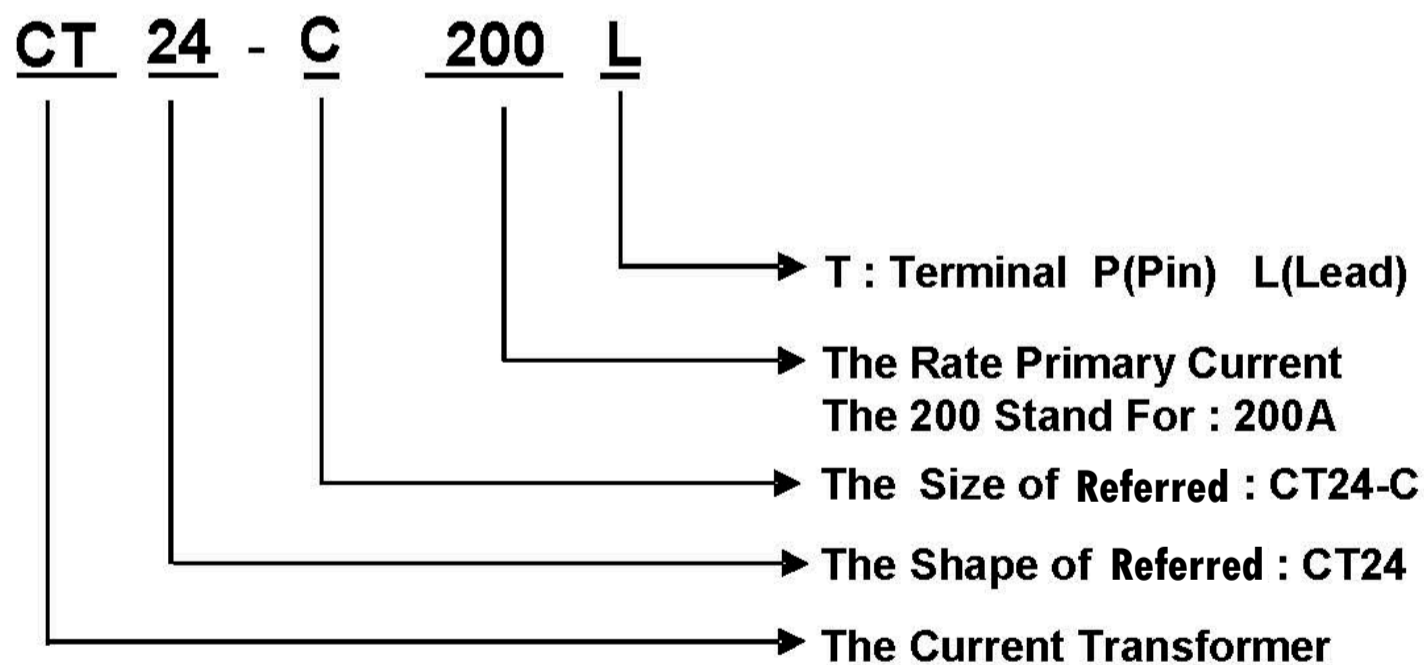 CT 24 - C 200 L
T : Terminal P(Pin) L(Lead)
The Rate Primary Current
The 200 Stand For : 200A
The Size of Referred : CT24-C
The Shape of Referred : CT24
The Current Transformer